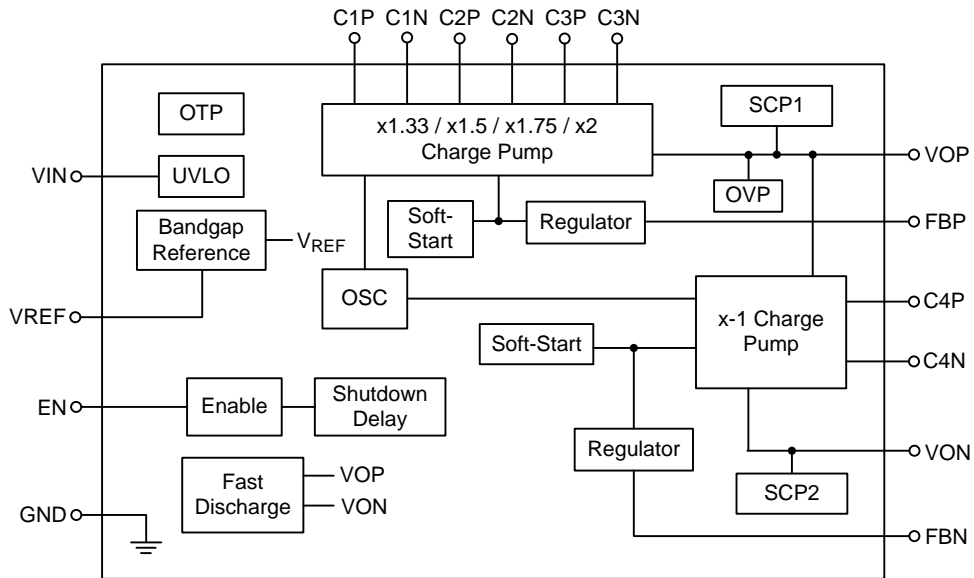 C1P C1N C2P C2N C3P C3N
OTP
SCP1
x1.33 / x1.5 / x1.75 / x2
Charge Pump
VOP
VIN
UVLO
OVP
Soft-
Start
Regulator
FBP
Bandgap
Reference
VREF
OSC
C4P
VREF
x-1 Charge
Pump
Soft-Start
C4N
EN
Enable
Shutdown
Delay
Regulator
VON
Fast
Discharge
VOP
VON
SCP2
GND
FBN